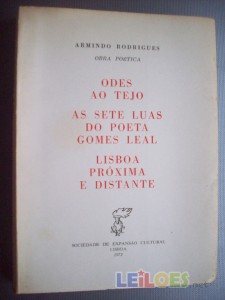 ARMINDO RODRIGUES
OBRA POÉTICA
ODES
AO TEJO
AS SETE LUAS
DO POETA
GOMES LEAL
LISBOA
PRÓXIMA
E DISTANTE
SOCIEDADE DE EXPANSÃO CULTURAL
LISBOA
LEILOES